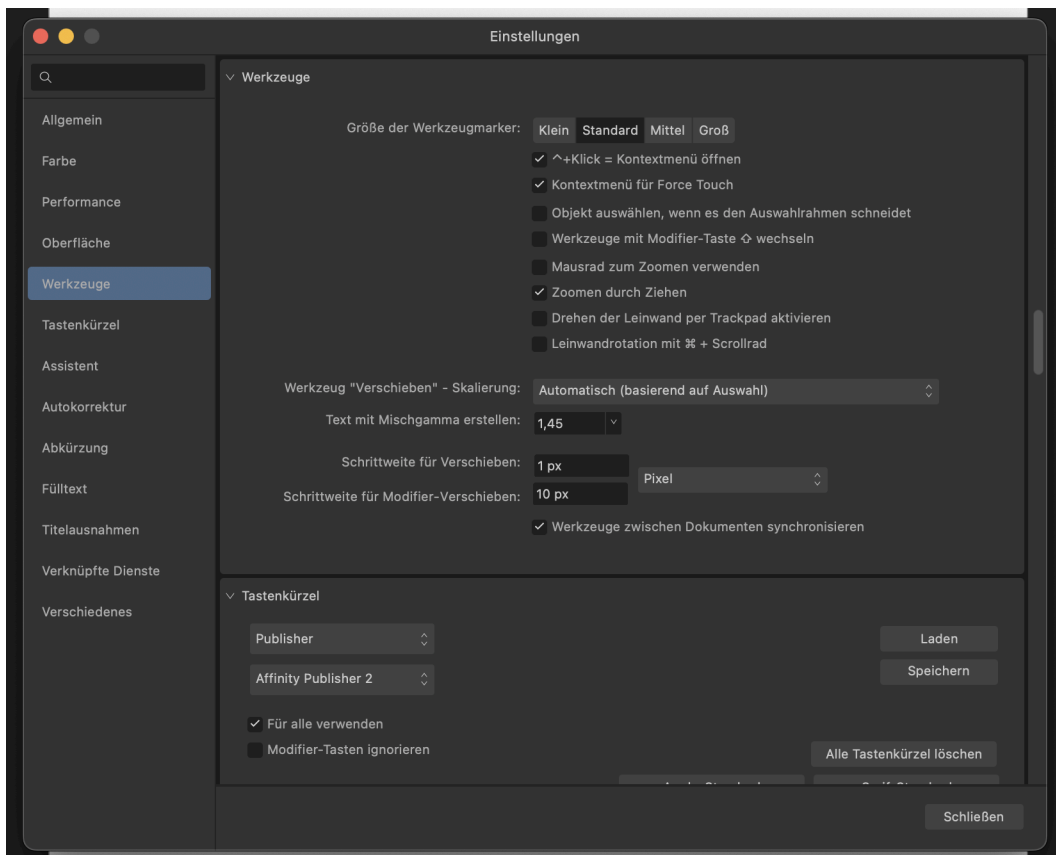 Einstellungen
Allgemein
Farbe
Performance
Oberfläche
Werkzeuge
Tastenkürzel
Assistent
Autokorrektur
Abkürzung
Fülltext
Titelausnahmen
Verknüpfte Dienste
Verschiedenes
Werkzeuge
Größe der Werkzeugmarker: Klein Standard Mittel Groß
^+Klick = Kontextmenü öffnen
Kontextmenü für Force Touch
Objekt auswählen, wenn es den Auswahlrahmen schneidet
Werkzeuge mit Modifier-Taste ⇧ wechseln
Mausrad zum Zoomen verwenden
Zoomen durch Ziehen
Drehen der Leinwand per Trackpad aktivieren
Leinwandrotation mit ⌘ + Scrollrad
Werkzeug "Verschieben" - Skalierung: Automatisch (basierend auf Auswahl)
Text mit Mischgamma erstellen: 1,45
Schrittweite für Verschieben: 1 px Pixel
Schrittweite für Modifier-Verschieben: 10 px
Werkzeuge zwischen Dokumenten synchronisieren
Tastenkürzel
Publisher Laden
Affinity Publisher 2 Speichern
Für alle verwenden
Modifier-Tasten ignorieren Alle Tastenkürzel löschen
Schließen